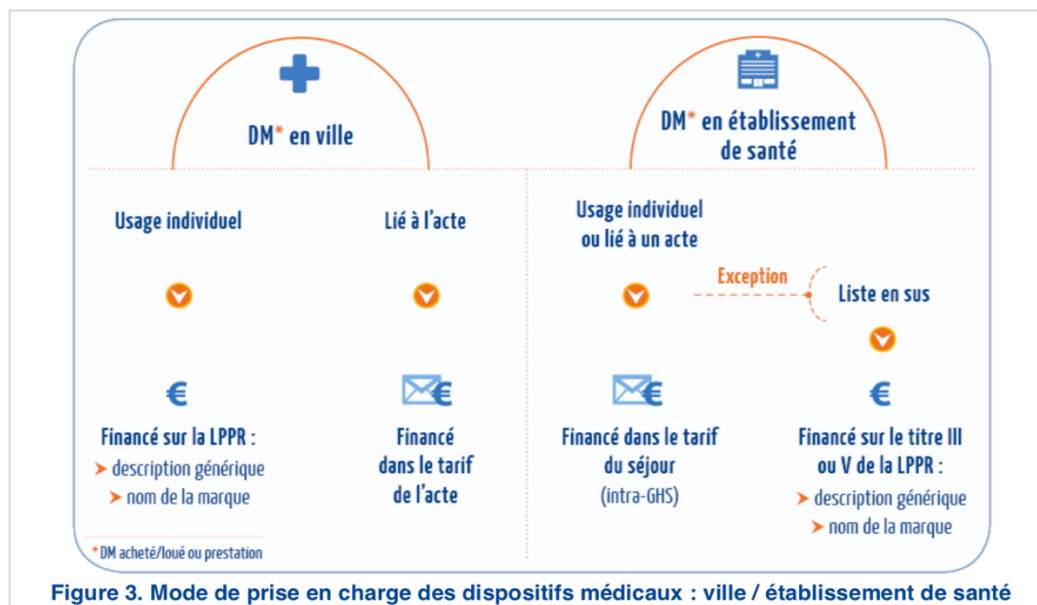 DM* en ville
Usage individuel
€
Financé sur la LPPR :
➤ description générique
➤ nom de la marque
* DM acheté/loué ou prestation
Lié à l'acte
€
Financé
dans le tarif
de l'acte
DM* en établissement
de santé
Usage individuel
ou lié à un acte
€
Financé dans le tarif
du séjour
(intra-GHS)
Exception
Liste en sus
€
Financé sur le titre III
ou V de la LPPR :
➤ description générique
➤ nom de la marque
Figure 3. Mode de prise en charge des dispositifs médicaux : ville / établissement de santé